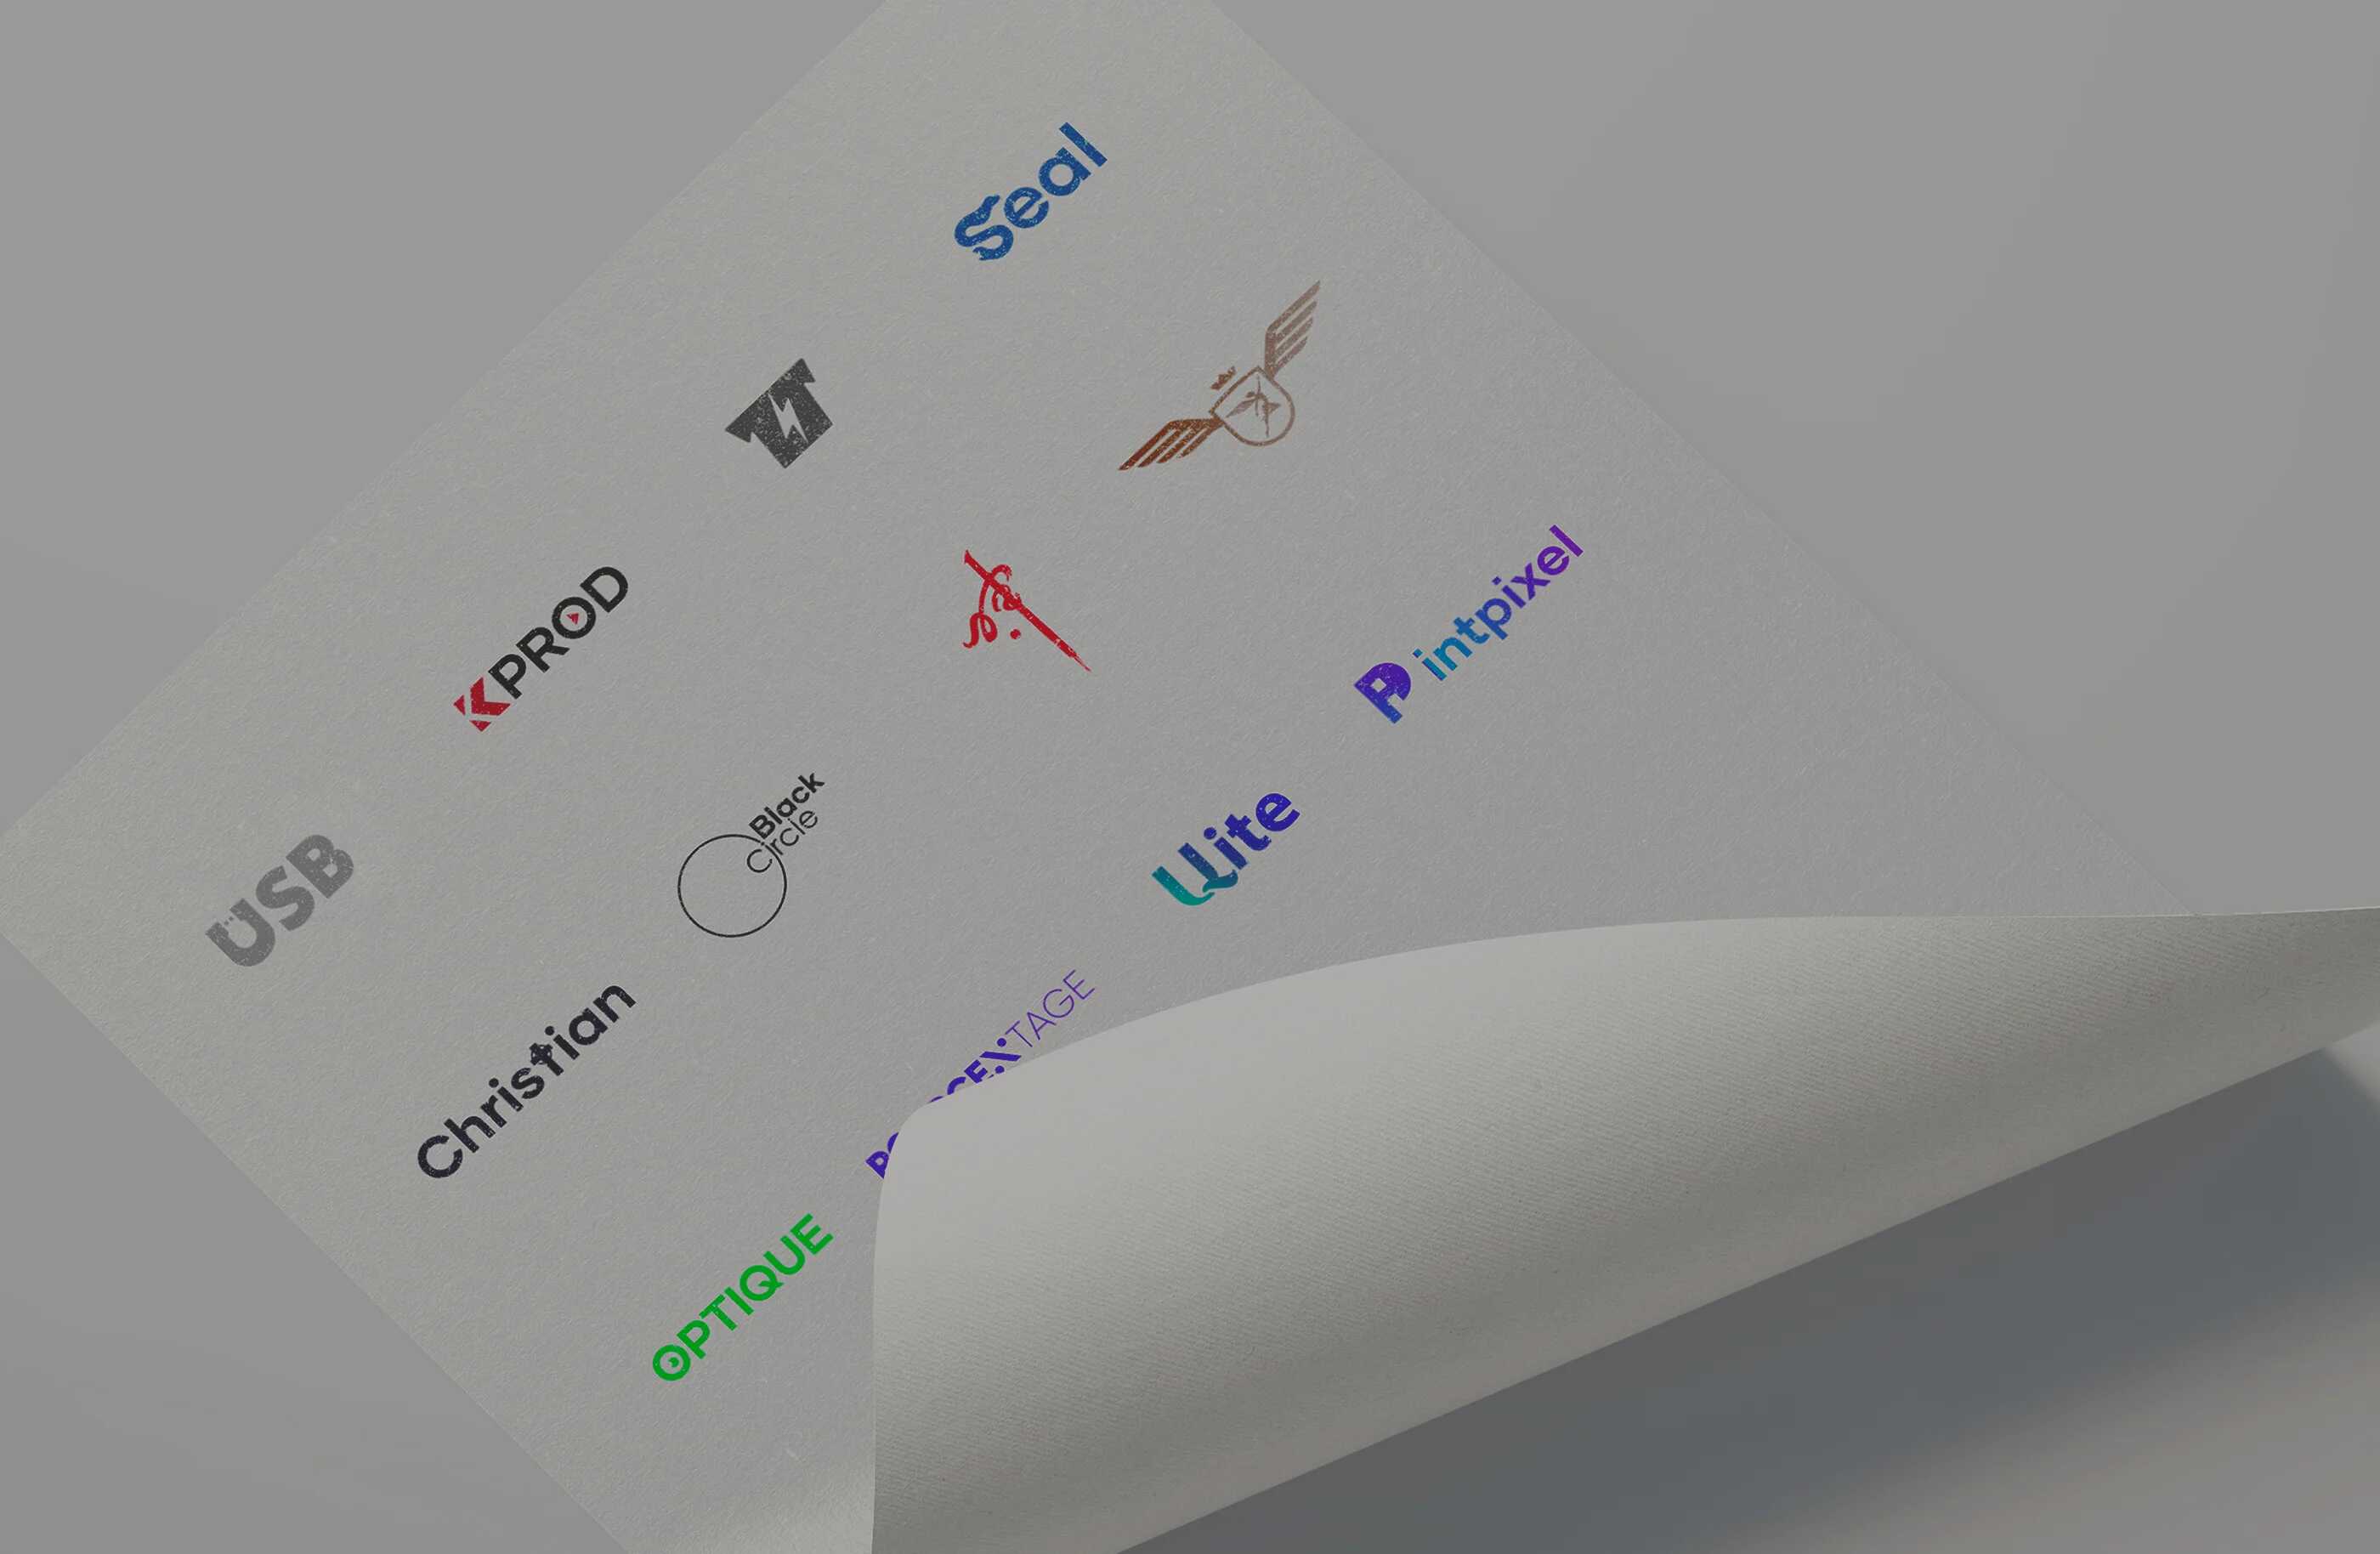 Seal
KPROD
intpixel
USB
Black
Circle
Uite
Christian
TAGE
OPTIQUE